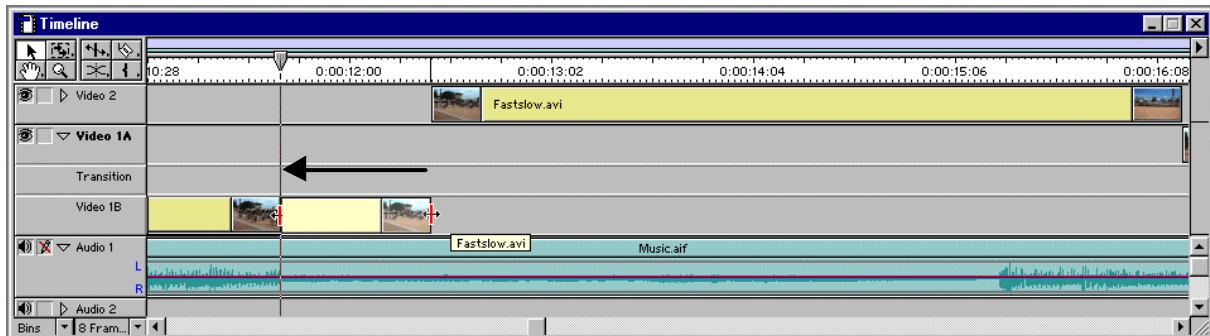 Timeline
10:28 0:00:12:00 0:00:13:02 0:00:14:04 0:00:15:06 0:00:16:08
Video 2
Fastslow.avi
Video 1A
Transition
Video 1B
Fastslow.avi
Audio 1
Music.aif
L
R
Audio 2
Bins 8 Fram...